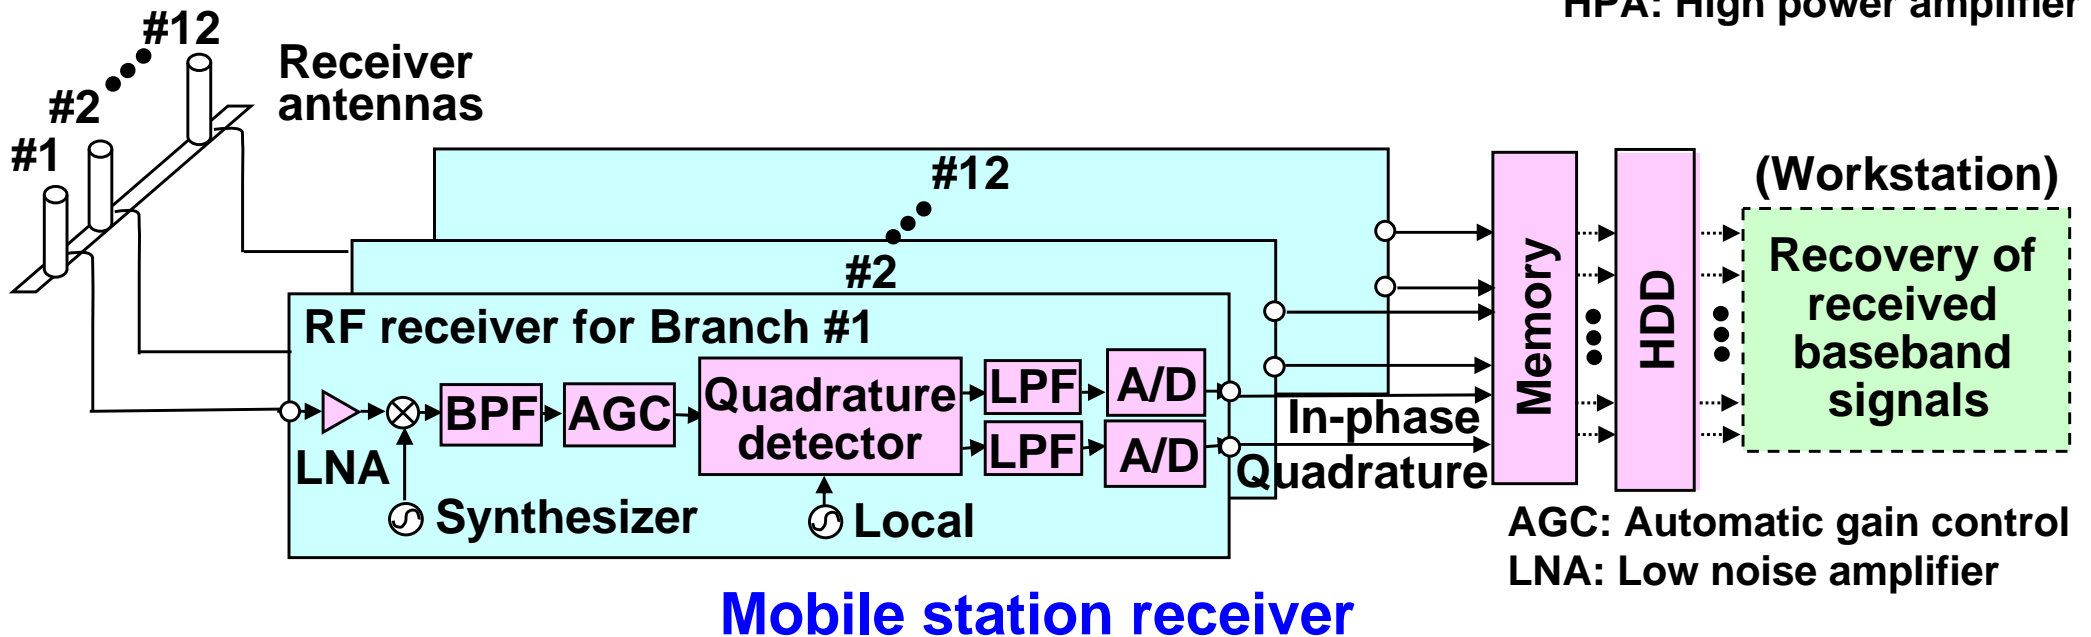 HPA: High power amplifier
#12
Receiver
antennas
#2
#1
#12
(Workstation)
#2
RF receiver for Branch #1
Memory
HDD
Recovery of
received
baseband
signals
BPF
AGC
Quadrature
detector
LPF
A/D
LPF
A/D
In-phase
Quadrature
LNA
Synthesizer
Local
AGC: Automatic gain control
LNA: Low noise amplifier
Mobile station receiver